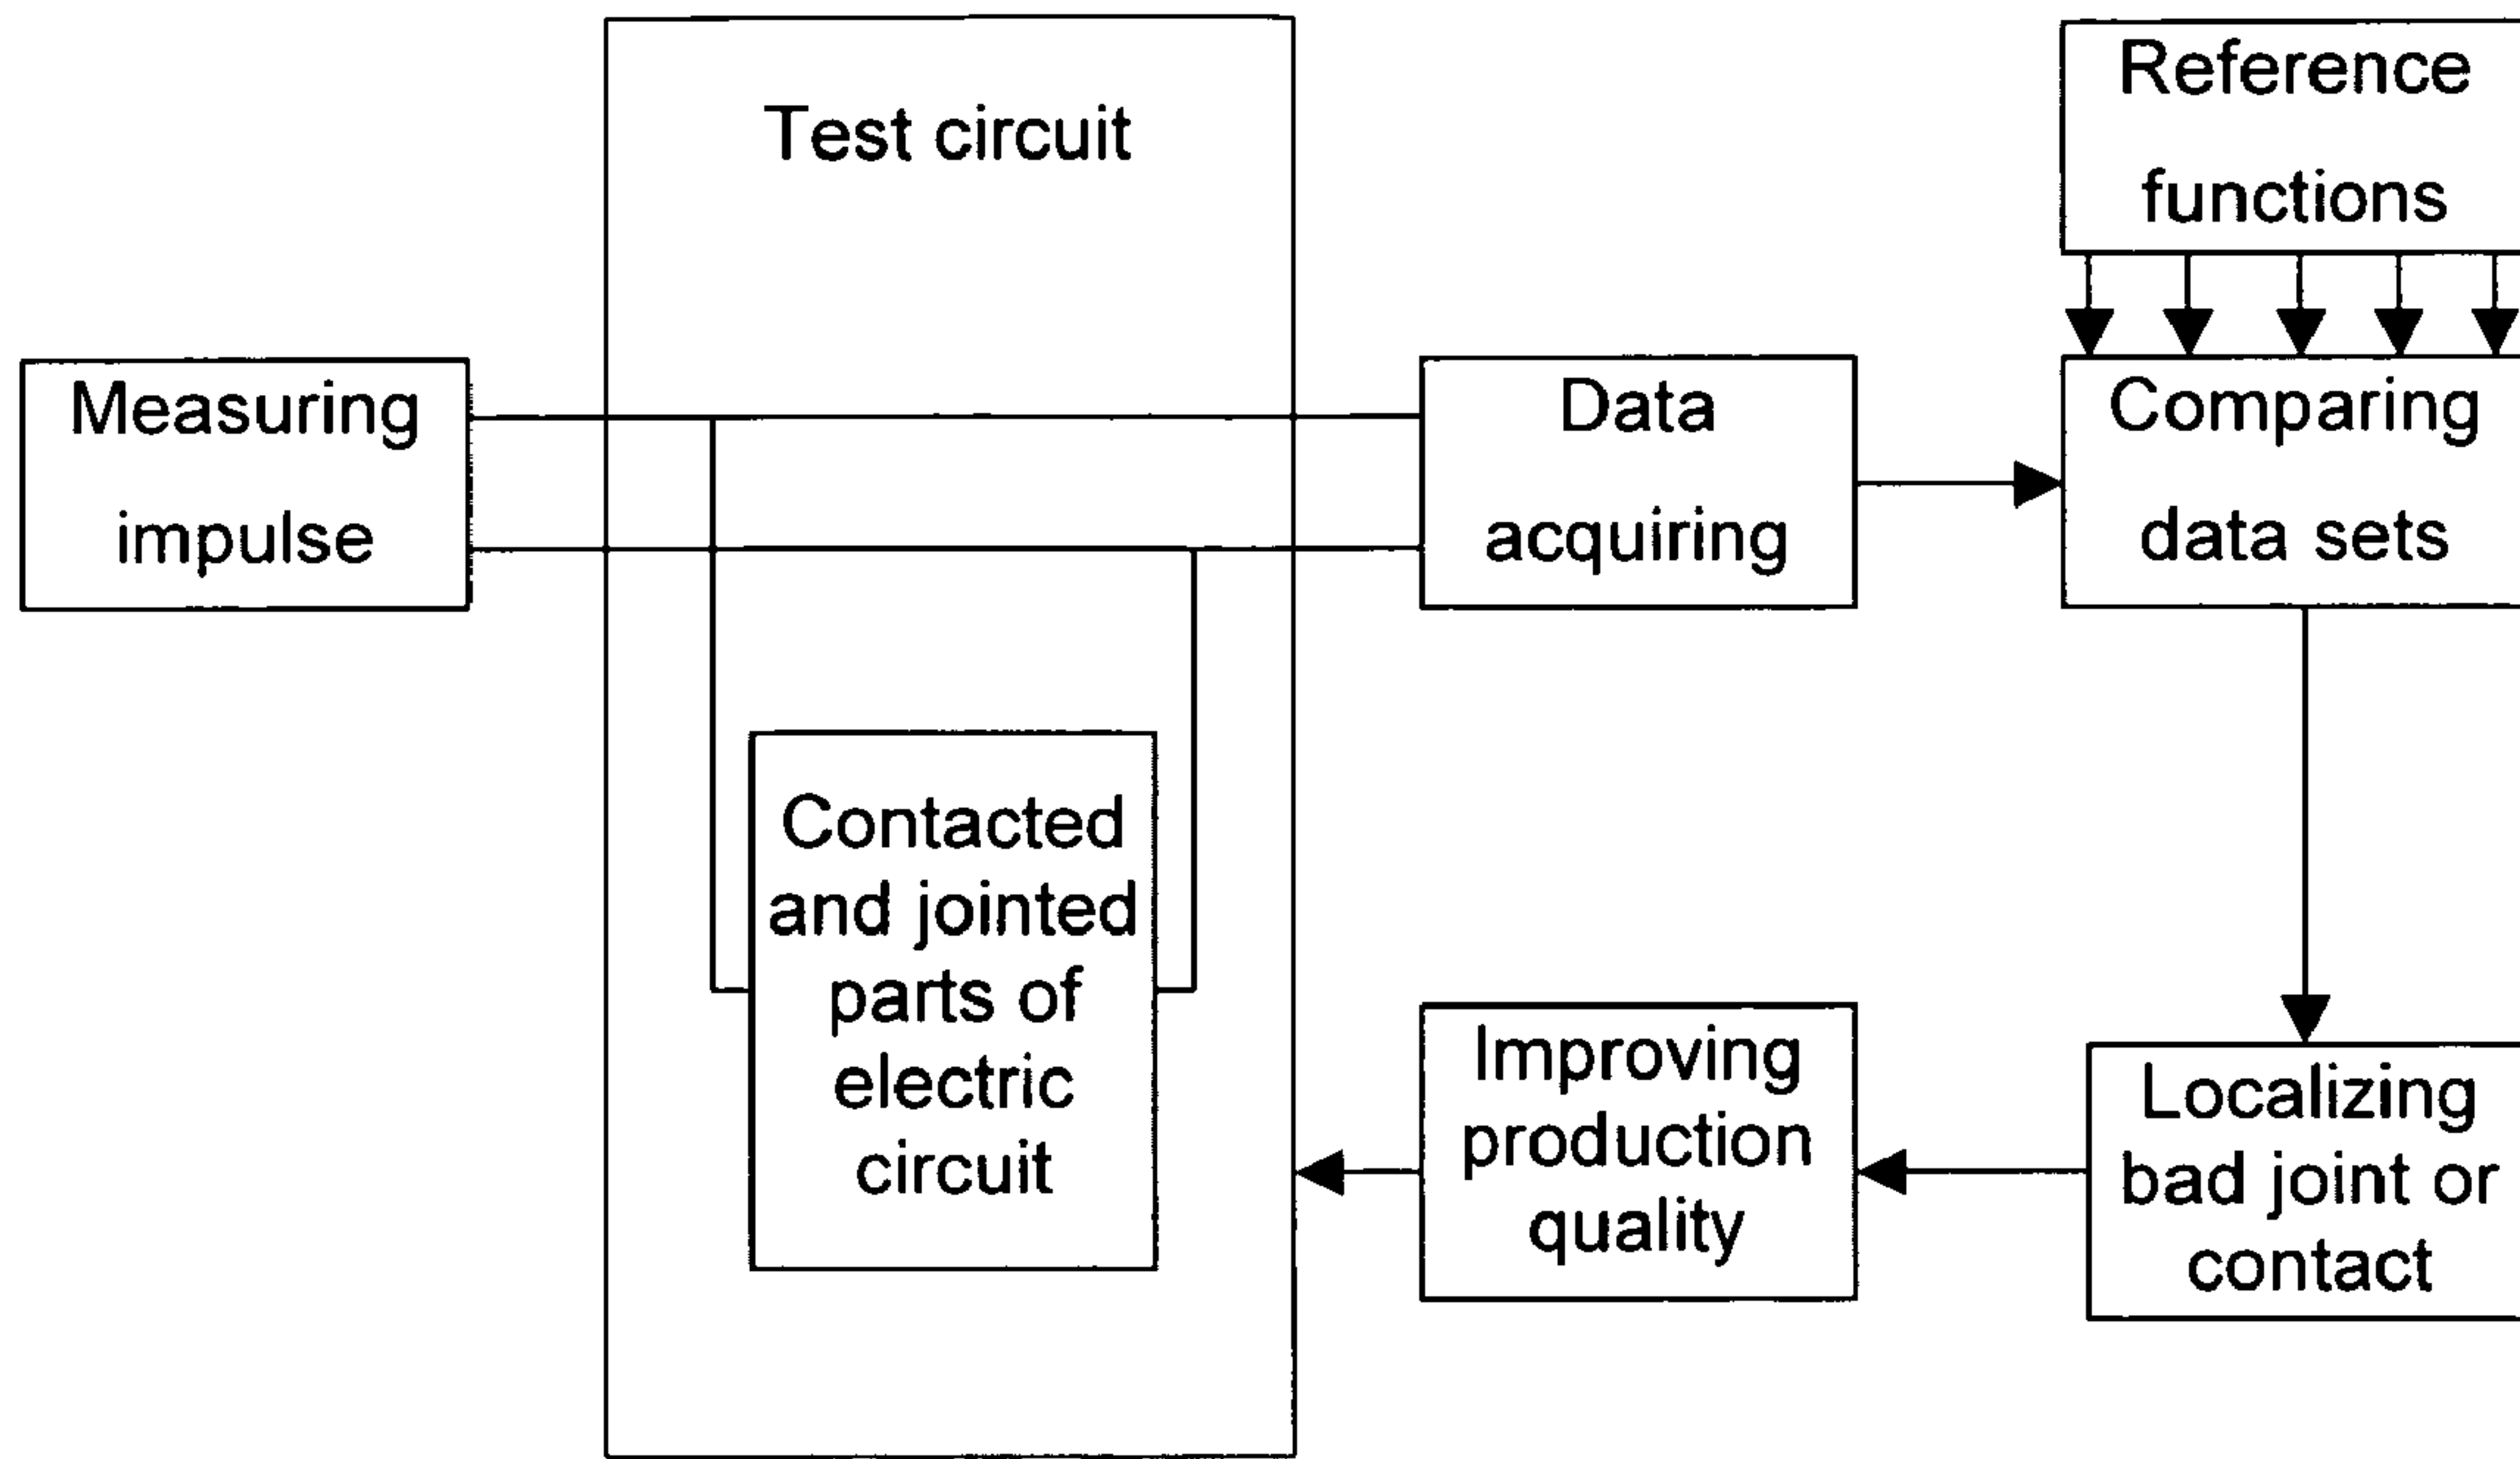 Test circuit
Reference
functions
Measuring
impulse
Data
acquiring
Comparing
data sets
Contacted
and jointed
parts of
electric
circuit
Improving
production
quality
Localizing
bad joint or
contact